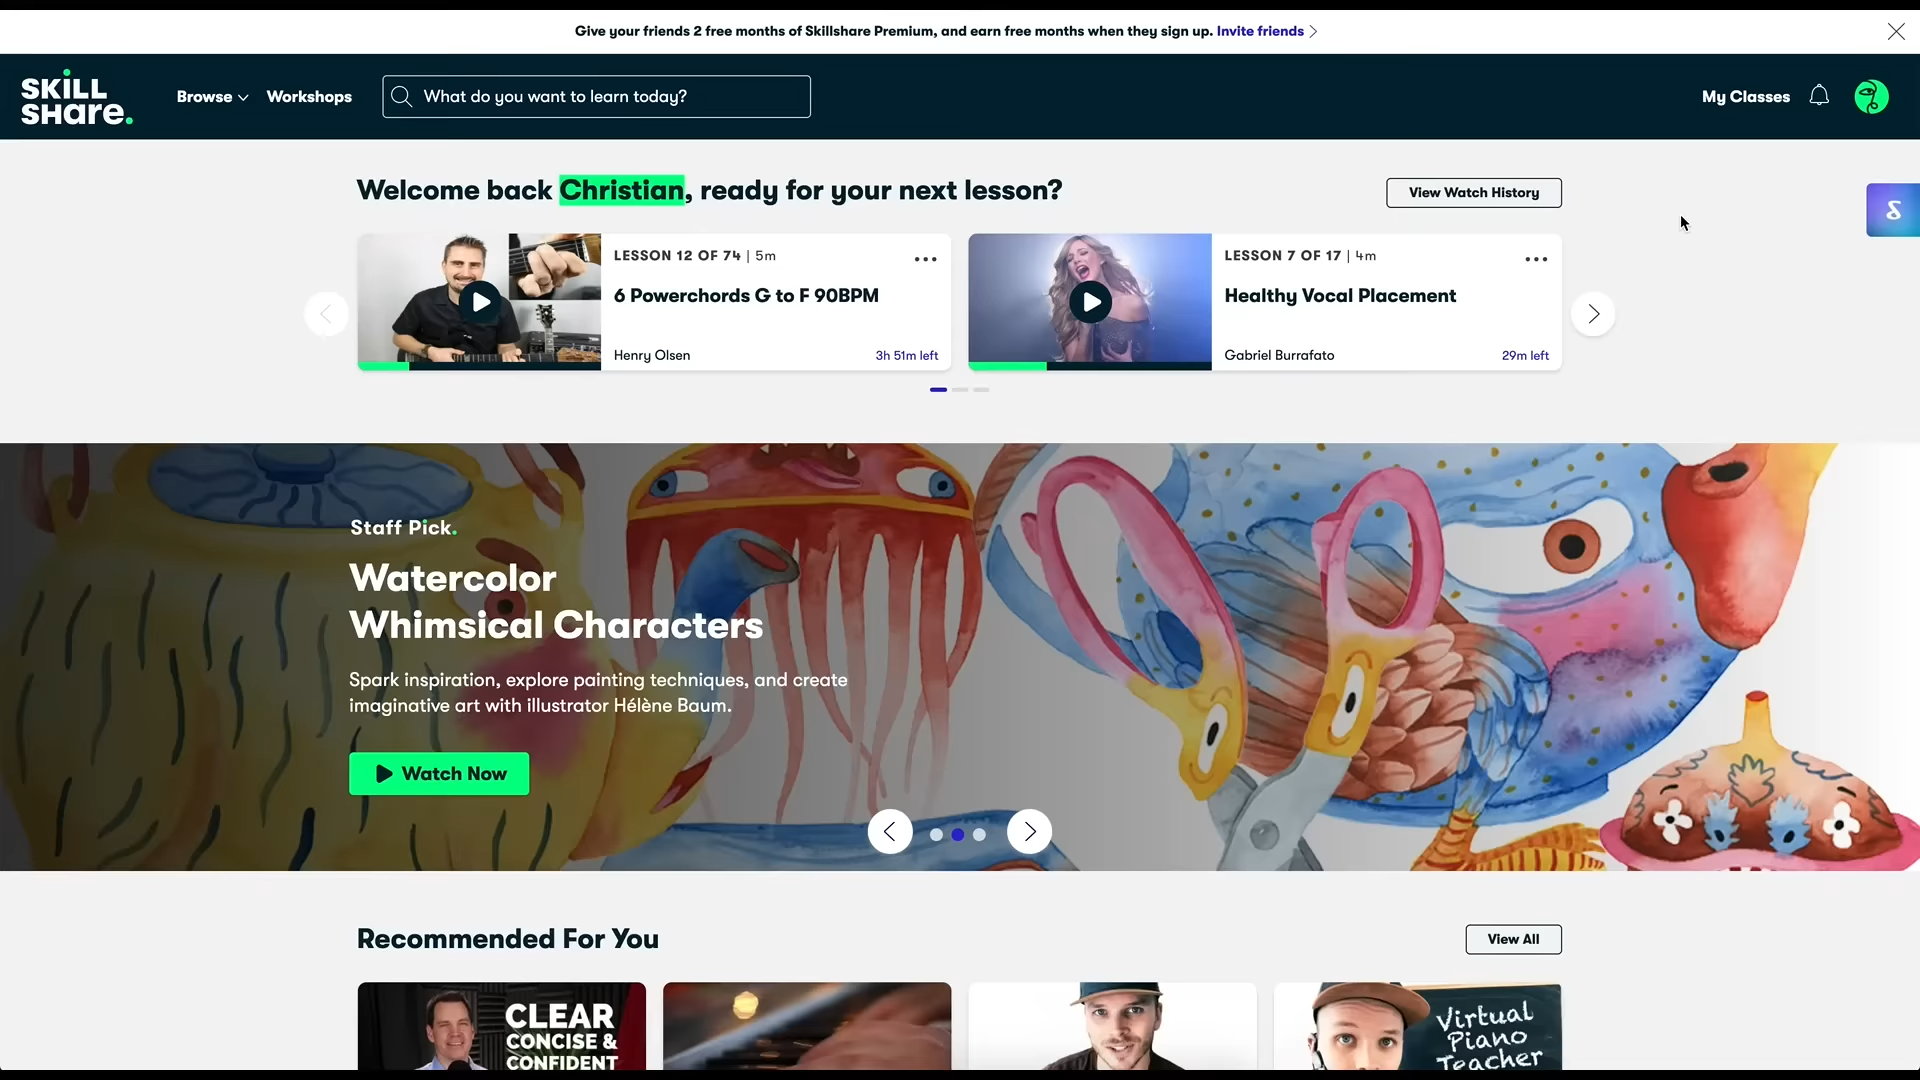 Give your friends 2 free months of Skillshare Premium, and earn free months when they sign up. Invite friends
SKILL
SHARE.
Browse
Workshops
What do you want to learn today?
My Classes
Welcome back Christian, ready for your next lesson?
View Watch History
LESSON 12 OF 74 | 5m
6 Powerchords G to F 90BPM
Henry Olsen
3h 51m left
LESSON 7 OF 17 | 4m
Healthy Vocal Placement
Gabriel Burrafato
29m left
Staff Pick.
Watercolor
Whimsical Characters
Spark inspiration, explore painting techniques, and create
imaginative art with illustrator Hélène Baum.
Watch Now
Recommended For You
View All
CLEAR
CONCISE &
CONFIDENT
Virtual
Piano
Teacher